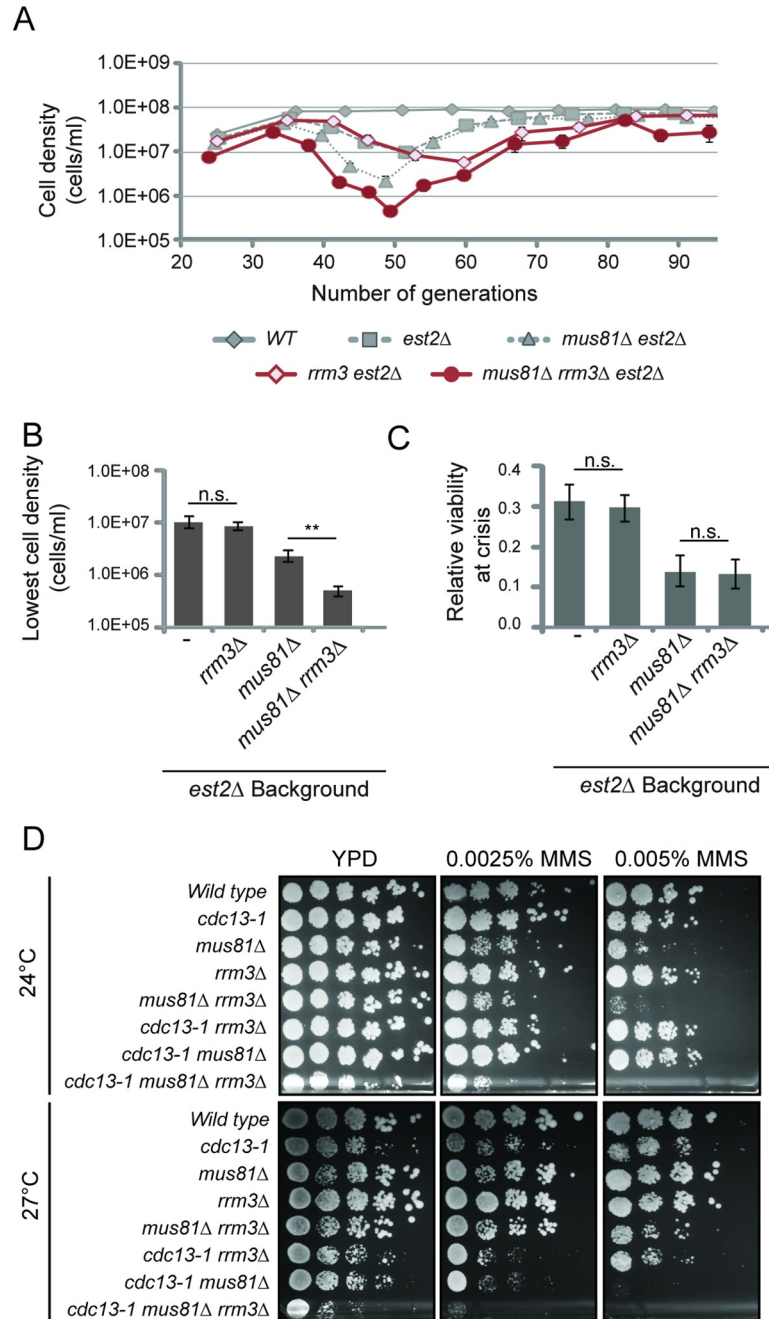 A
Cell density
(cells/ml)
1.0E+09
1.0E+08
1.0E+07
1.0E+06
1.0E+05
20 30 40 50 60 70 80 90
Number of generations
WT est2Δ mus81Δ est2Δ
rrm3 est2Δ mus81Δ rrm3Δ est2Δ
B
Lowest cell density
(cells/ml)
1.0E+08
1.0E+07
1.0E+06
1.0E+05
n.s.
**
-
rrm3Δ
mus81Δ
mus81Δ rrm3Δ
est2Δ Background
C
Relative viability
at crisis
0.4
0.3
0.2
0.1
0.0
n.s.
n.s.
-
rrm3Δ
mus81Δ
mus81Δ rrm3Δ
est2Δ Background
D
YPD 0.0025% MMS 0.005% MMS
24°C
Wild type
cdc13-1
mus81Δ
rrm3Δ
mus81Δ rrm3Δ
cdc13-1 rrm3Δ
cdc13-1 mus81Δ
cdc13-1 mus81Δ rrm3Δ
27°C
Wild type
cdc13-1
mus81Δ
rrm3Δ
mus81Δ rrm3Δ
cdc13-1 rrm3Δ
cdc13-1 mus81Δ
cdc13-1 mus81Δ rrm3Δ